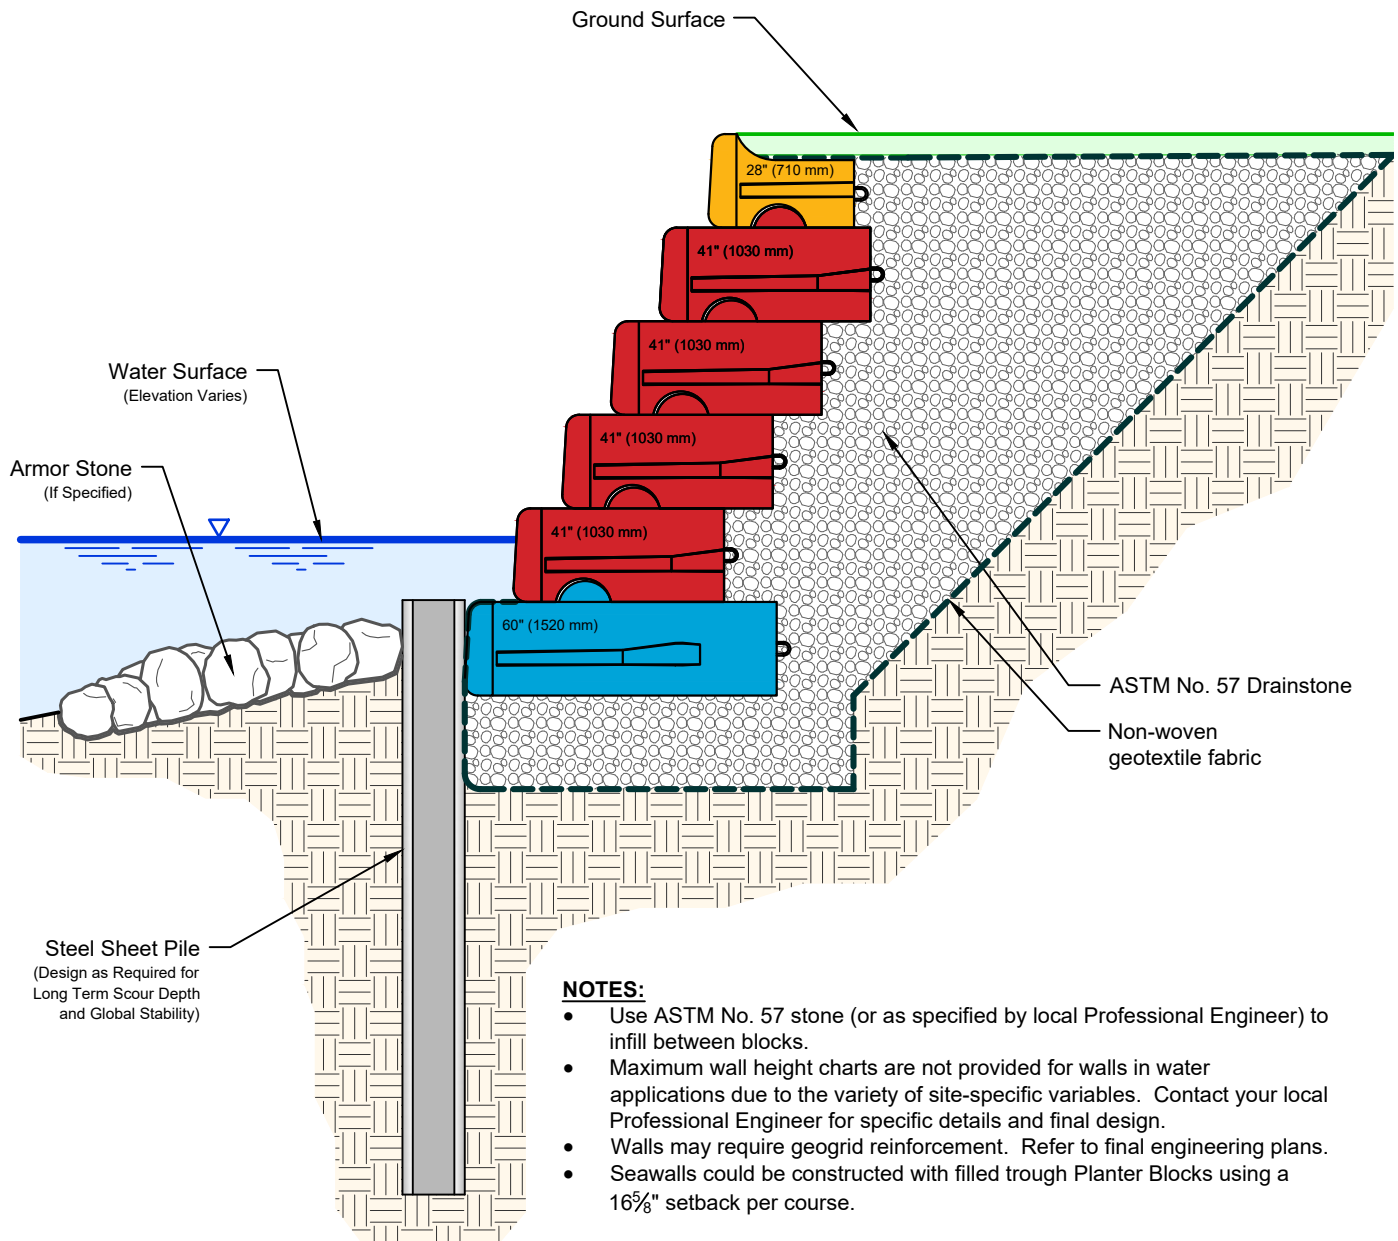 Ground Surface
28" (710 mm)
41" (1030 mm)
41" (1030 mm)
Water Surface
(Elevation Varies)
41" (1030 mm)
Armor Stone
(If Specified)
41" (1030 mm)
60" (1520 mm)
ASTM No. 57 Drainstone
Non-woven
geotextile fabric
Steel Sheet Pile
(Design as Required for
Long Term Scour Depth
and Global Stability)
NOTES:
• Use ASTM No. 57 stone (or as specified by local Professional Engineer) to
infill between blocks.
• Maximum wall height charts are not provided for walls in water
applications due to the variety of site-specific variables. Contact your local
Professional Engineer for specific details and final design.
• Walls may require geogrid reinforcement. Refer to final engineering plans.
• Seawalls could be constructed with filled trough Planter Blocks using a
16⅝" setback per course.